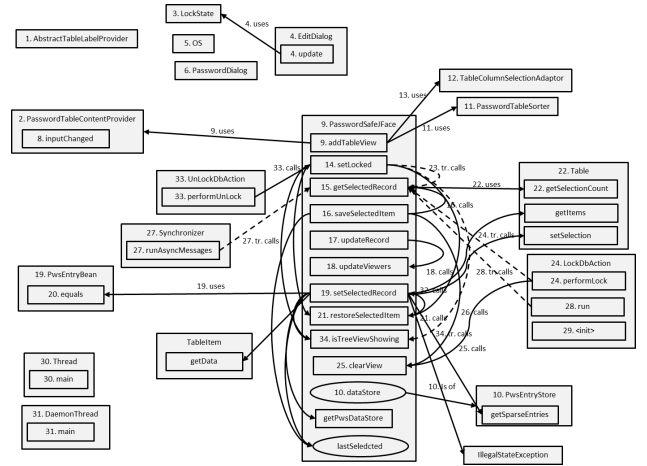 3. LockState
4. uses
1. AbstractTableLabelProvider
5. OS
4. EditDialog
4. update
6. PasswordDialog
12. TableColumnSelectionAdaptor
13. uses
11. PasswordTableSorter
2. PasswordTableContentProvider
9. PasswordSafeJFace
11. uses
8. inputChanged
9. uses
9. addTableView
14. setLocked
33. calls
23. tr. calls
33. UnLockDbAction
22. Table
33. performUnLock
15. getSelectedRecord
22. uses
22. getSelectionCount
16. saveSelectedItem
calls
getItems
27. Synchronizer
27. runAsyncMessages
27. tr. calls
17. updateRecord
24. tr. calls
setSelection
18. updateViewers
18. calls
28. tr. calls
24. LockDbAction
19. PwsEntryBean
24. performLock
20. equals
19. uses
19. setSelectedRecord
calls
28. run
21. restoreSelectedItem
21. calls
26. calls
29. <init>
TableItem
34. isTreeViewShowing
34. tr. calls
getData
25. calls
30. Thread
25. clearView
30. main
10. dataStore
10. Is of
10. PwsEntryStore
31. DaemonThread
getPwsDataStore
getSparseEntries
31. main
lastSeledcted
IllegalStateException